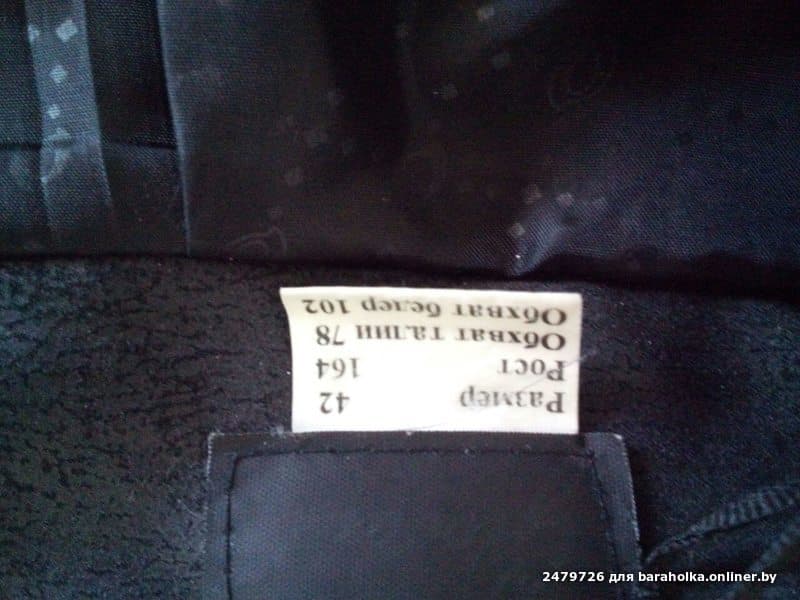 Размер 42
Рост 164
Обхват талии 78
Обхват бедер 102
2479726 для baraholka.onliner.by